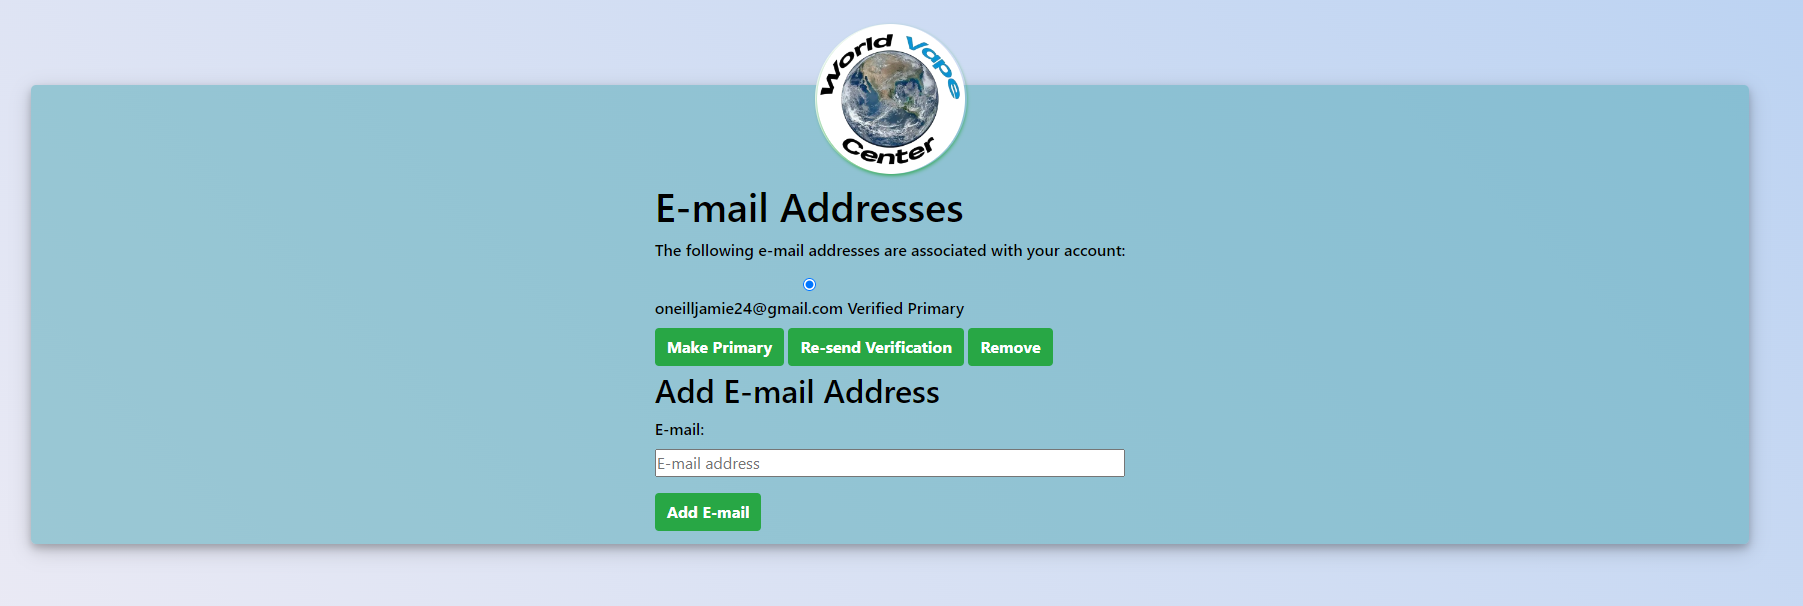 World Vape
Center
E-mail Addresses
The following e-mail addresses are associated with your account:
oneilljamie24@gmail.com Verified Primary
Make Primary Re-send Verification Remove
Add E-mail Address
E-mail:
E-mail address
Add E-mail